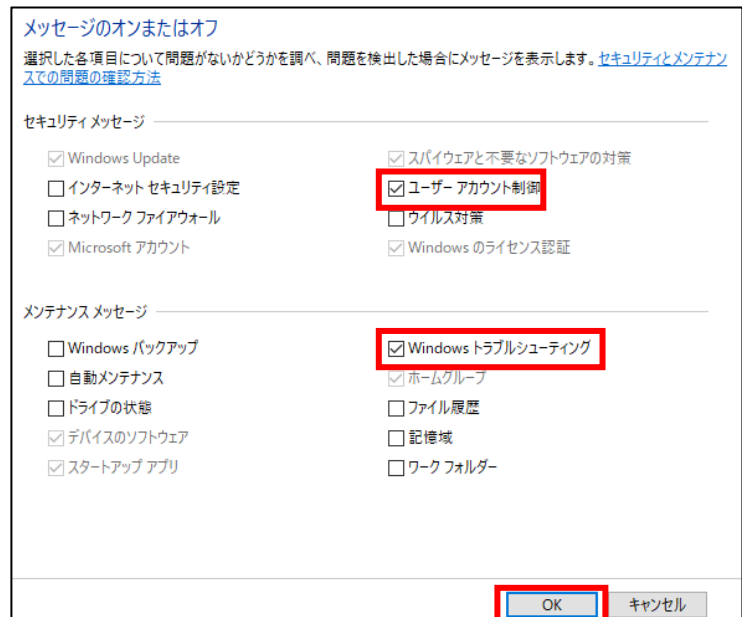 メッセージのオンまたはオフ
選択した各項目について問題がないかどうかを調べ、問題を検出した場合にメッセージを表示します。セキュリティとメンテナン
スでの問題の確認方法
セキュリティ メッセージ
Windows Update
スパイウェアと不要なソフトウェアの対策
インターネット セキュリティ設定
ユーザー アカウント制御
ネットワーク ファイアウォール
ウイルス対策
Microsoft アカウント
Windows のライセンス認証
メンテナンス メッセージ
Windows バックアップ
Windows トラブルシューティング
自動メンテナンス
ホームグループ
ドライブの状態
ファイル履歴
デバイスのソフトウェア
記憶域
スタートアップ アプリ
ワーク フォルダー
OK
キャンセル